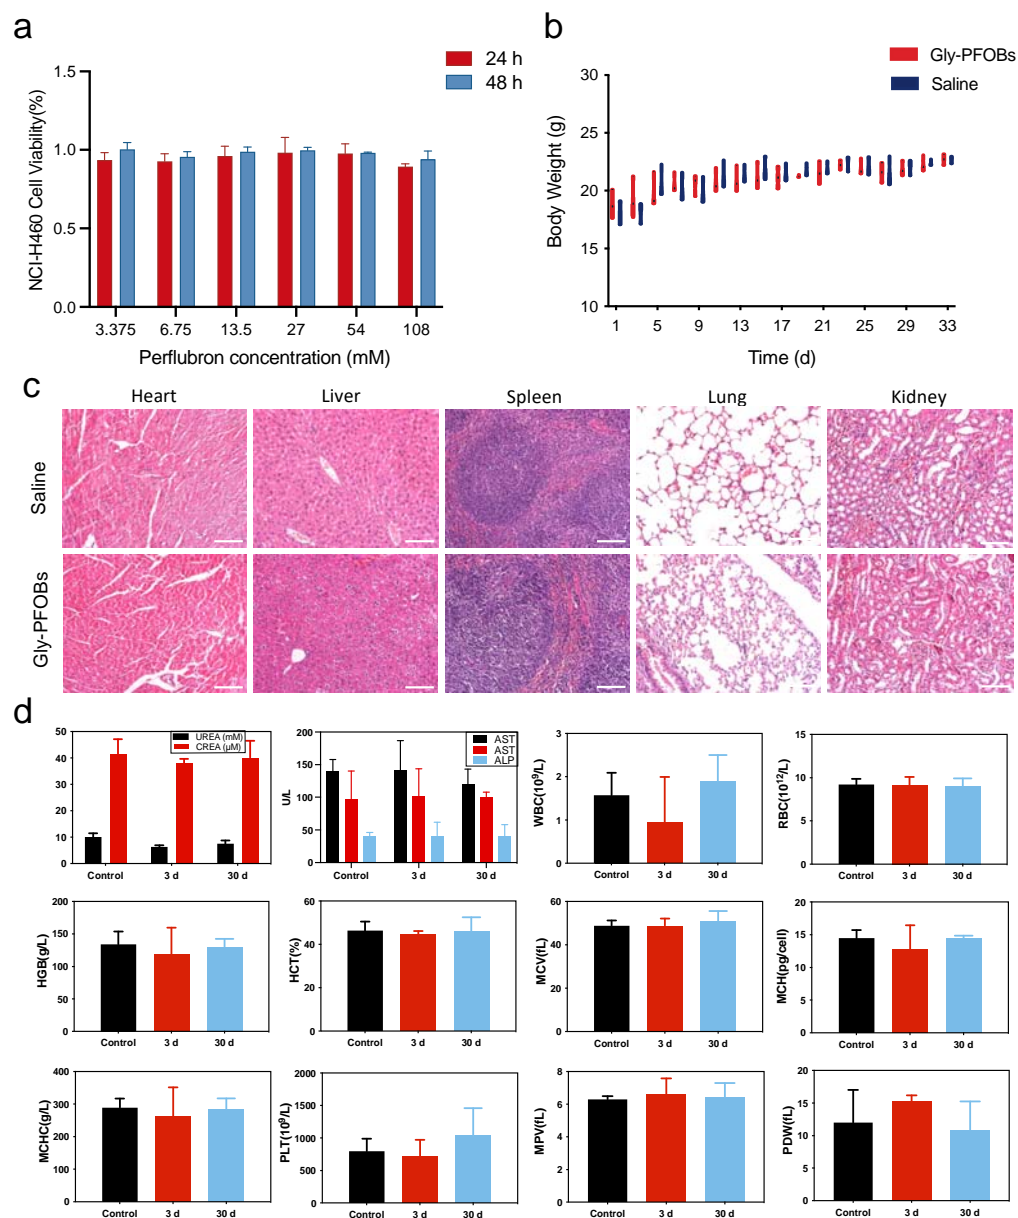 a
24 h
48 h
NCI-H460 Cell Viability(%)
1.5
1.0
0.5
0.0
3.375 6.75 13.5 27 54 108
Perflubron concentration (mM)
b
Gly-PFOBs
Saline
Body Weight (g)
30
25
20
15
10
1 5 9 13 17 21 25 29 33
Time (d)
c
Heart Liver Spleen Lung Kidney
Saline
Gly-PFOBs
d
UREA (mM)
CREA (μM)
50
40
30
20
10
0
Control 3 d 30 d
AST
AST
ALP
U/L
200
150
100
50
0
Control 3 d 30 d
WBC(10⁹/L)
3
2
1
0
Control 3 d 30 d
RBC(10¹²/L)
15
10
5
0
Control 3 d 30 d
HGB(g/L)
200
150
100
50
0
Control 3 d 30 d
HCT(%)
60
40
20
0
Control 3 d 30 d
MCV(fL)
60
40
20
0
Control 3 d 30 d
MCH(pg/cell)
20
15
10
5
0
Control 3 d 30 d
MCHC(g/L)
400
300
200
100
0
Control 3 d 30 d
PLT(10⁹/L)
2000
1500
1000
500
0
Control 3 d 30 d
MPV(fL)
8
6
4
2
0
Control 3 d 30 d
PDW(fL)
20
15
10
5
0
Control 3 d 30 d